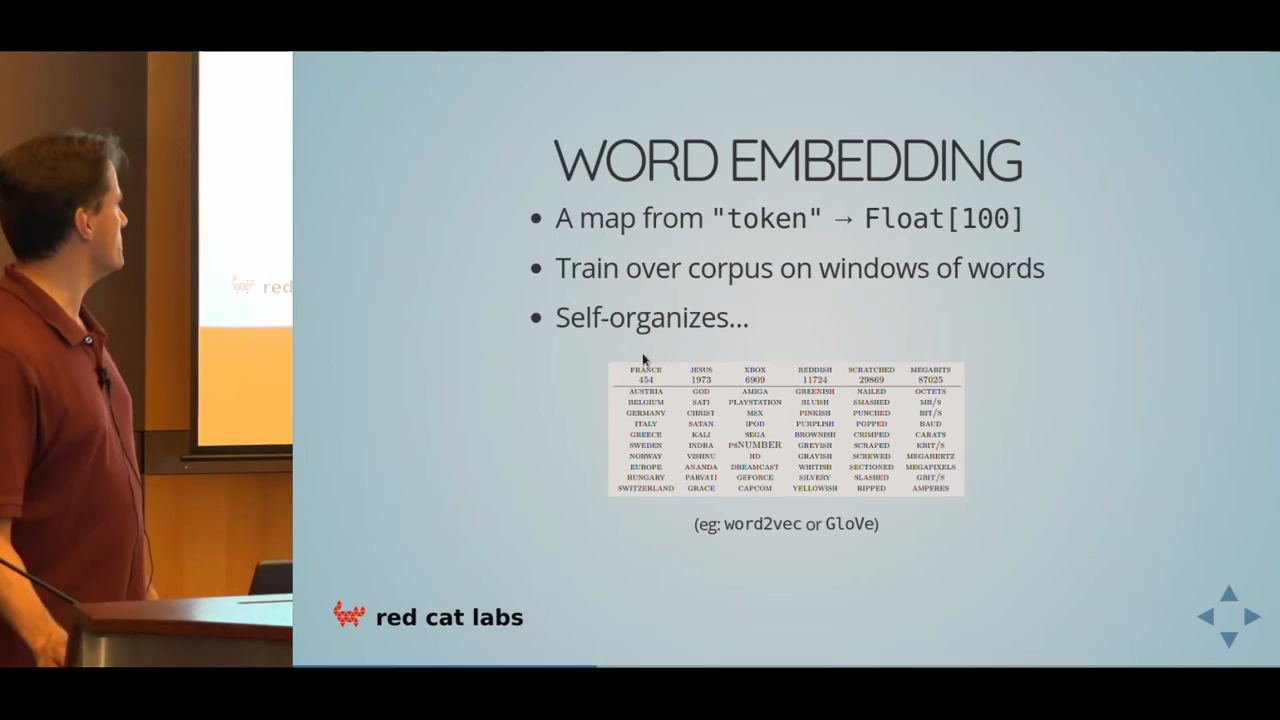 WORD EMBEDDING
• A map from "token" → Float[100]
• Train over corpus on windows of words
• Self-organizes...
FRANCE JESUS XBOX REDDISH SCRATCHED MEGABITS
454 1973 6909 11724 29869 87025
AUSTRIA GOD AMIGA GREENISH NAILED OCTETS
BELGIUM SATI PLAYSTATION BLUISH SMASHED MB/S
GERMANY CHRIST MSX PINKISH PUNCHED BIT/S
ITALY SATAN IPOD PURPLISH POPPED BAUD
GREECE KALI SEGA BROWNISH CRIMPED CARATS
SWEDEN INDRA PSNUMBER GREYISH SCRAPED KBIT/S
NORWAY VISHNU HD GRAYISH SCREWED MEGAHERTZ
EUROPE ANANDA DREAMCAST WHITISH SECTIONED MEGAPIXELS
HUNGARY PARVATI GEFORCE SILVERY SLASHED GBIT/S
SWITZERLAND GRACE CAPCOM YELLOWISH RIPPED AMPERES
(eg: word2vec or GloVe)
red cat labs
red